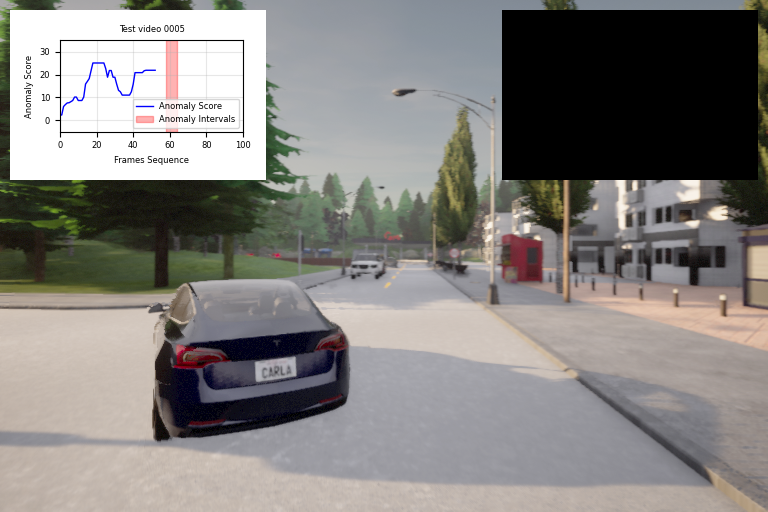 Test video 0005
Anomaly Score
30
20
10
0
Anomaly Score
Anomaly Intervals
0 20 40 60 80 100
Frames Sequence
CARLA